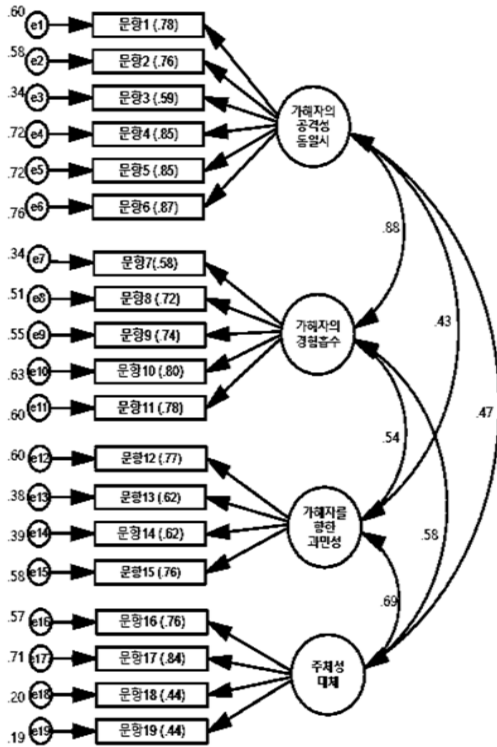 .60 e1 문항1 (.78)
.58 e2 문항2 (.76)
.34 e3 문항3 (.59)
.72 e4 문항4 (.85)
.72 e5 문항5 (.85)
.76 e6 문항6 (.87)
가해자의
공격성
동일시
.88
.34 e7 문항7(.58)
.51 e8 문항8 (.72)
.55 e9 문항9 (.74)
.63 e10 문항10 (.80)
.60 e11 문항11 (.78)
가해자의
경험흡수
.43
.47
.54
.60 e12 문항12 (.77)
.38 e13 문항13 (.62)
.39 e14 문항14 (.62)
.58 e15 문항15 (.76)
가해자를
향한
과민성
.58
.69
.57 e16 문항16 (.76)
.71 e17 문항17 (.84)
.20 e18 문항18 (.44)
.19 e19 문항19 (.44)
주체성
대체